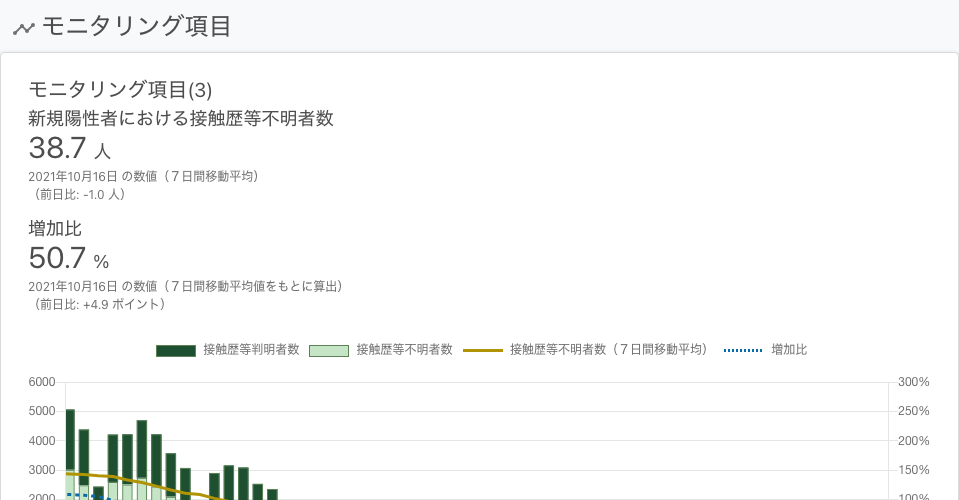 モニタリング項目
モニタリング項目(3)
新規陽性者における接触歴等不明者数
38.7 人
2021年10月16日 の数値（７日間移動平均）
（前日比: -1.0 人）
増加比
50.7 %
2021年10月16日 の数値（７日間移動平均値をもとに算出）
（前日比: +4.9 ポイント）
接触歴等判明者数 接触歴等不明者数 接触歴等不明者数（７日間移動平均） 増加比
6000 300%
5000 250%
4000 200%
3000 150%
2000 100%